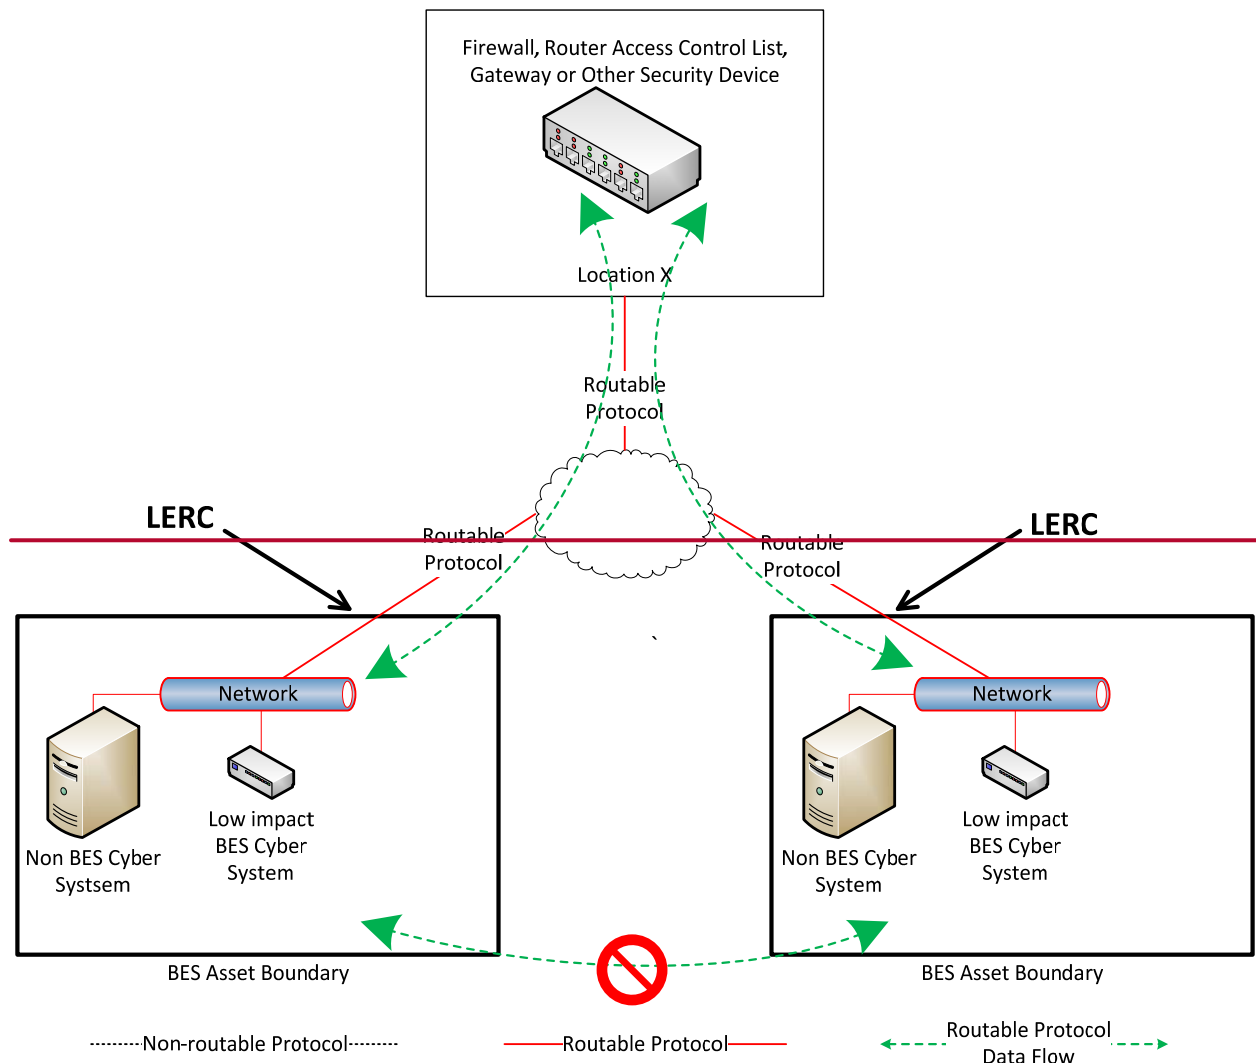 Firewall, Router Access Control List,
Gateway or Other Security Device
Location X
Routable
Protocol
LERC
LERC
Routable
Protocol
Routable
Protocol
`
Network
Network
Low impact
BES Cyber
System
Non BES Cyber
Systsem
Low impact
BES Cyber
System
Non BES Cyber
System
BES Asset Boundary
BES Asset Boundary
Non-routable Protocol
Routable Protocol
Routable Protocol
Data Flow